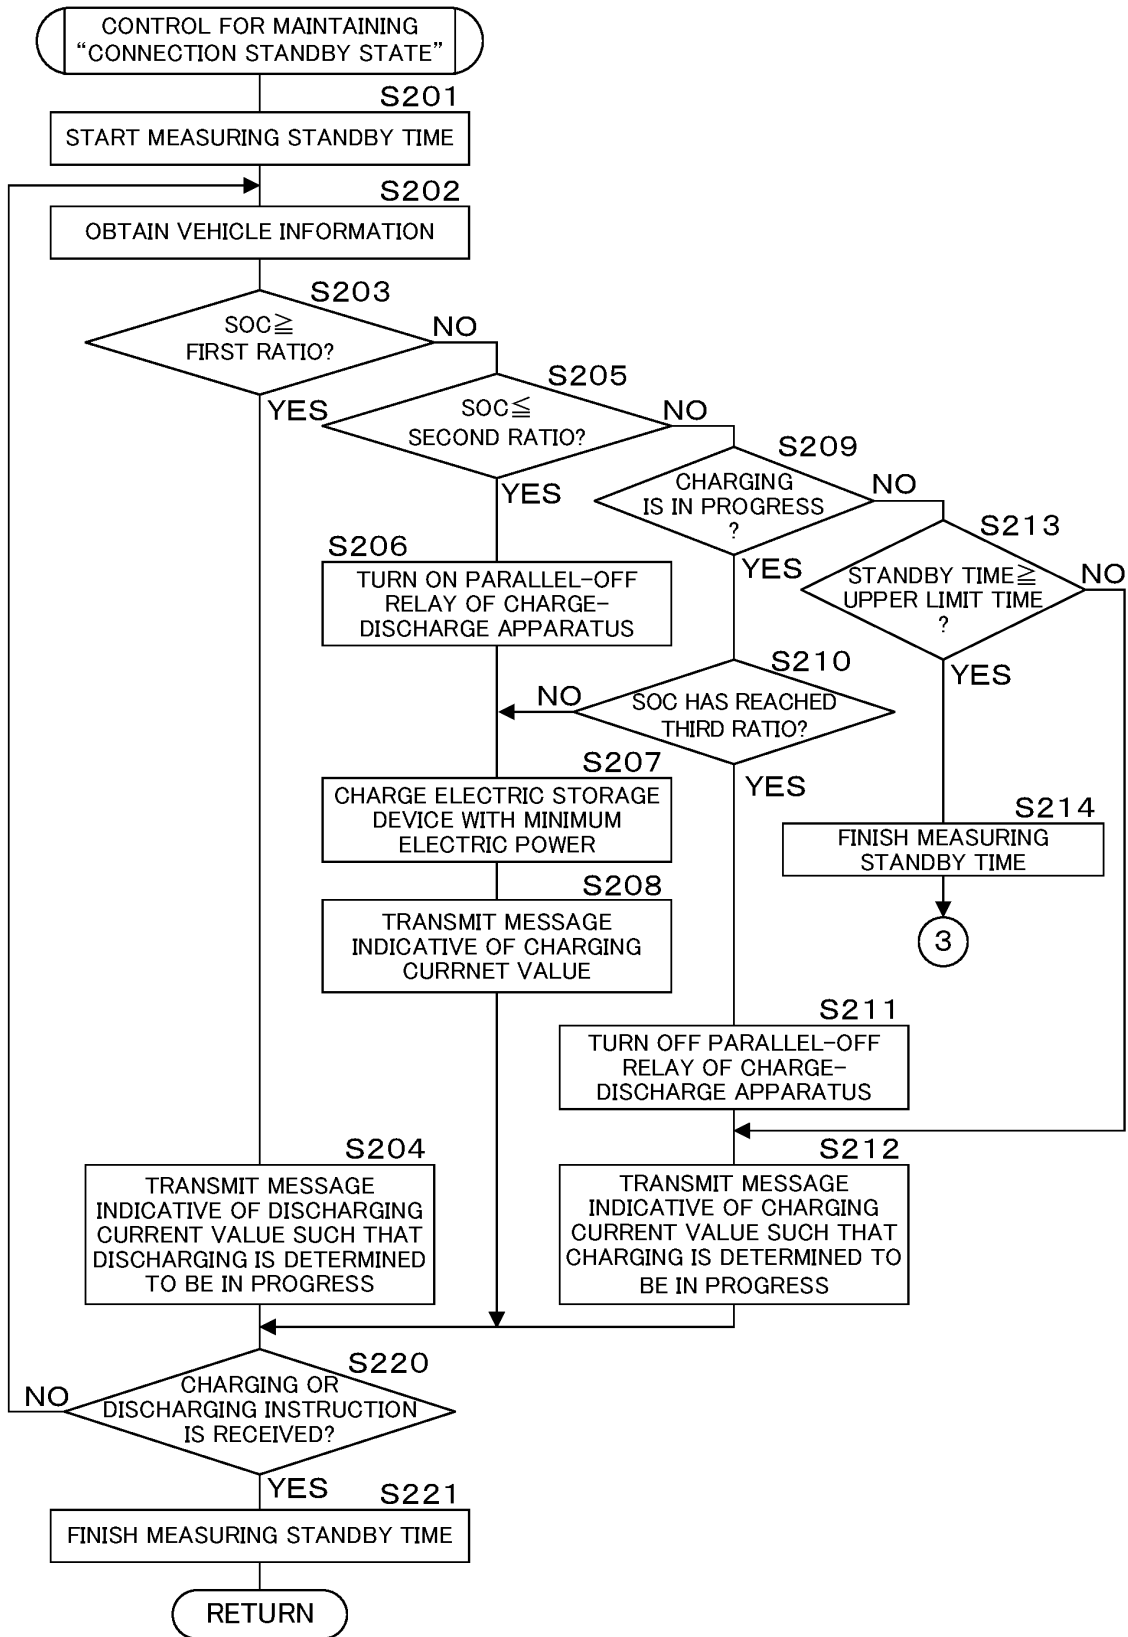 CONTROL FOR MAINTAINING
“CONNECTION STANDBY STATE”
S201
START MEASURING STANDBY TIME
S202
OBTAIN VEHICLE INFORMATION
S203
SOC≧
FIRST RATIO?
NO
YES
S205
SOC≦
SECOND RATIO?
NO
YES
S209
CHARGING
IS IN PROGRESS
?
NO
YES
S213
STANDBY TIME≧
UPPER LIMIT TIME
?
NO
YES
S206
TURN ON PARALLEL-OFF
RELAY OF CHARGE-
DISCHARGE APPARATUS
S210
SOC HAS REACHED
THIRD RATIO?
NO
YES
S207
CHARGE ELECTRIC STORAGE
DEVICE WITH MINIMUM
ELECTRIC POWER
S214
FINISH MEASURING
STANDBY TIME
3
S208
TRANSMIT MESSAGE
INDICATIVE OF CHARGING
CURRNET VALUE
S211
TURN OFF PARALLEL-OFF
RELAY OF CHARGE-
DISCHARGE APPARATUS
S204
TRANSMIT MESSAGE
INDICATIVE OF DISCHARGING
CURRENT VALUE SUCH THAT
DISCHARGING IS DETERMINED
TO BE IN PROGRESS
S212
TRANSMIT MESSAGE
INDICATIVE OF CHARGING
CURRENT VALUE SUCH THAT
CHARGING IS DETERMINED TO
BE IN PROGRESS
S220
CHARGING OR
DISCHARGING INSTRUCTION
IS RECEIVED?
NO
YES
S221
FINISH MEASURING STANDBY TIME
RETURN